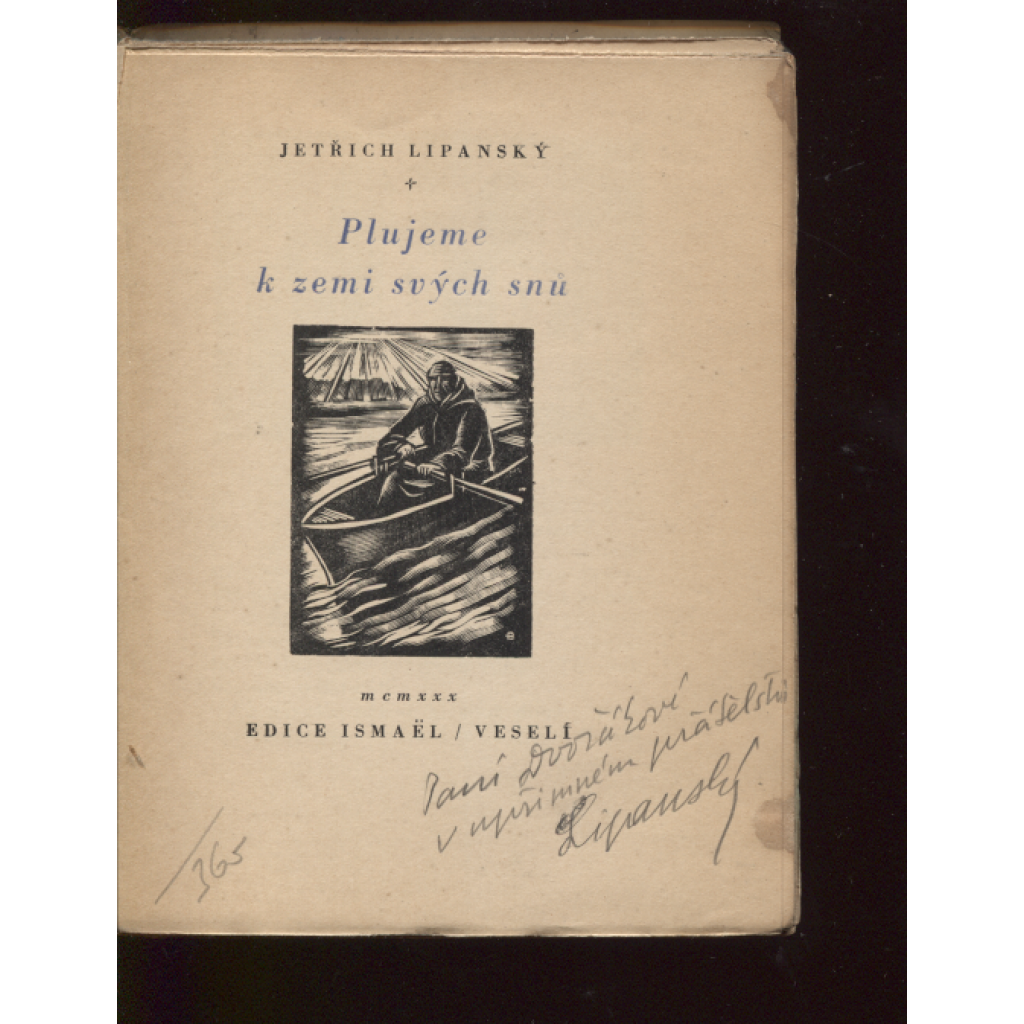 JETŘICH LIPANSKÝ
Plujeme
k zemi svých snů
mcmxxx
EDICE ISMAËL / VESELÍ
Paní Dvořákové
v upřímném přátelství
Lipanský
/365